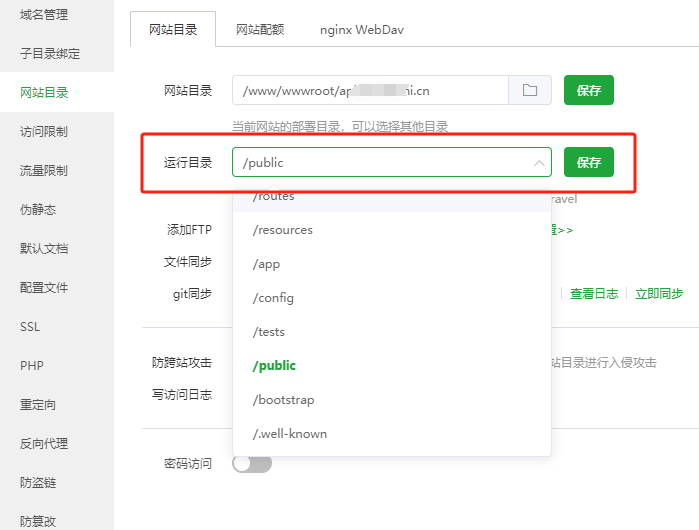 域名管理
子目录绑定
网站目录
访问限制
流量限制
伪静态
默认文档
配置文件
SSL
PHP
重定向
反向代理
防盗链
防篡改
网站目录 网站配额 nginx WebDav
网站目录 /www/wwwroot/ap i.cn 保存
当前网站的部署目录，可以选择其他目录
运行目录 /public 保存
/routes
/resources
/app
/config
/tests
/public
/bootstrap
/.well-known
添加FTP >>
文件同步
git同步 查看日志 立即同步
防跨站攻击 站目录进行入侵攻击
写访问日志
密码访问